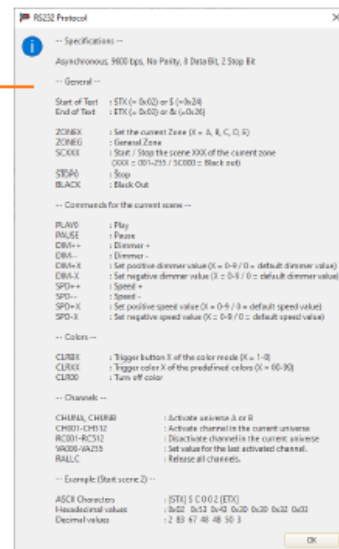 RS232 Protocol
-- Specifications --
Asynchronous, 9600 bps, No Parity, 8 Data Bit, 2 Stop Bit
-- General --
Start of Text : STX (= 0x02) or $ (=0x24)
End of Text : ETX (= 0x02) or & (=0x26)
ZONEX : Set the current Zone (X = A, B, C, D, E)
ZONEG : General Zone
SCXXX : Start / Stop the scene XXX of the current zone
(XXX = 001-255 / SC000 = Black out)
STOP0 : Stop
BLACK : Black Out
-- Commands for the current scene --
PLAY0 : Play
PAUSE : Pause
DIM++ : Dimmer +
DIM-- : Dimmer -
DIM+X : Set positive dimmer value (X = 0-9 / 0 = default dimmer value)
DIM-X : Set negative dimmer value (X = 0-9 / 0 = default dimmer value
SPD++ : Speed +
SPD-- : Speed -
SPD+X : Set positive speed value (X = 0-9 / 0 = default speed value)
SPD-X : Set negative speed value (X = 0-9 / 0 = default speed value)
-- Colors --
CLRBX : Trigger button X of the color mode (X = 1-8)
CLRXX : Trigger color X of the predefined colors (X = 00-99)
CLR00 : Turn off color
-- Channels --
CHUNA, CHUNB : Activate universe A or B
CH001-CH512 : Activate channel in the current universe
RC001-RC512 : Disactivate channel in the current universe
VA000-VA255 : Set value for the last activated channel.
RALLC : Release all channels.
-- Example (Start scene 2) --
ASCII Characters : [STX] S C 0 0 2 [ETX]
Hexadecimal values : 0x02 0x53 0x43 0x30 0x30 0x32 0x03
Decimal values : 2 83 67 48 48 50 3
OK